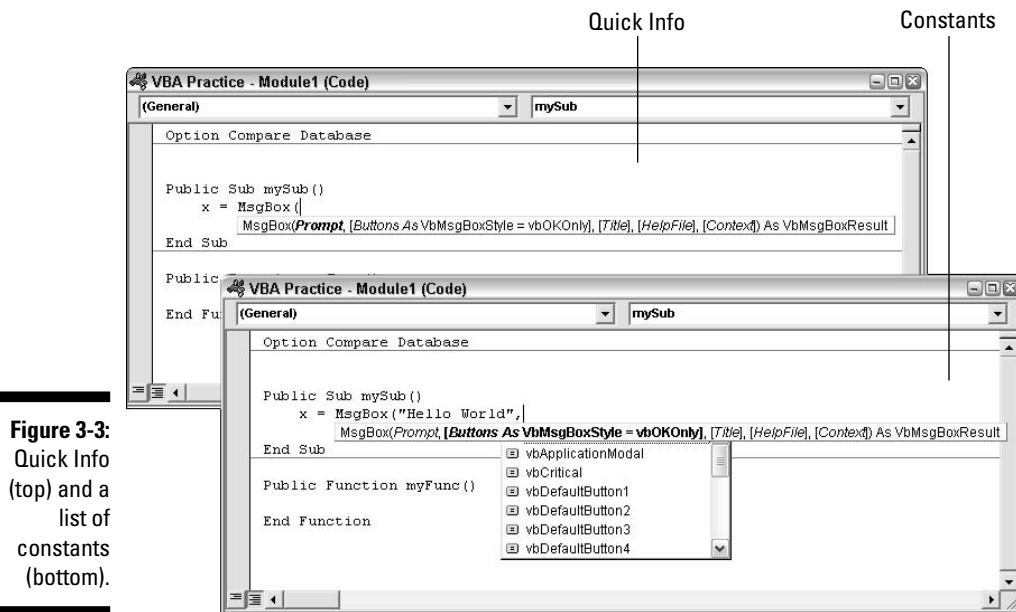 Quick Info
Constants
VBA Practice - Module1 (Code)
(General)
mySub
Option Compare Database
Public Sub mySub()
x = MsgBox(
MsgBox(Prompt, [Buttons As VbMsgBoxStyle = vbOKOnly], [Title], [HelpFile], [Context]) As VbMsgBoxResult
End Sub
Public
End Fu
VBA Practice - Module1 (Code)
(General)
mySub
Option Compare Database
Public Sub mySub()
x = MsgBox("Hello World",
MsgBox(Prompt, [Buttons As VbMsgBoxStyle = vbOKOnly], [Title], [HelpFile], [Context]) As VbMsgBoxResult
End Sub
vbApplicationModal
vbCritical
vbDefaultButton1
vbDefaultButton2
vbDefaultButton3
vbDefaultButton4
Public Function myFunc()
End Function
Figure 3-3:
Quick Info
(top) and a
list of
constants
(bottom).